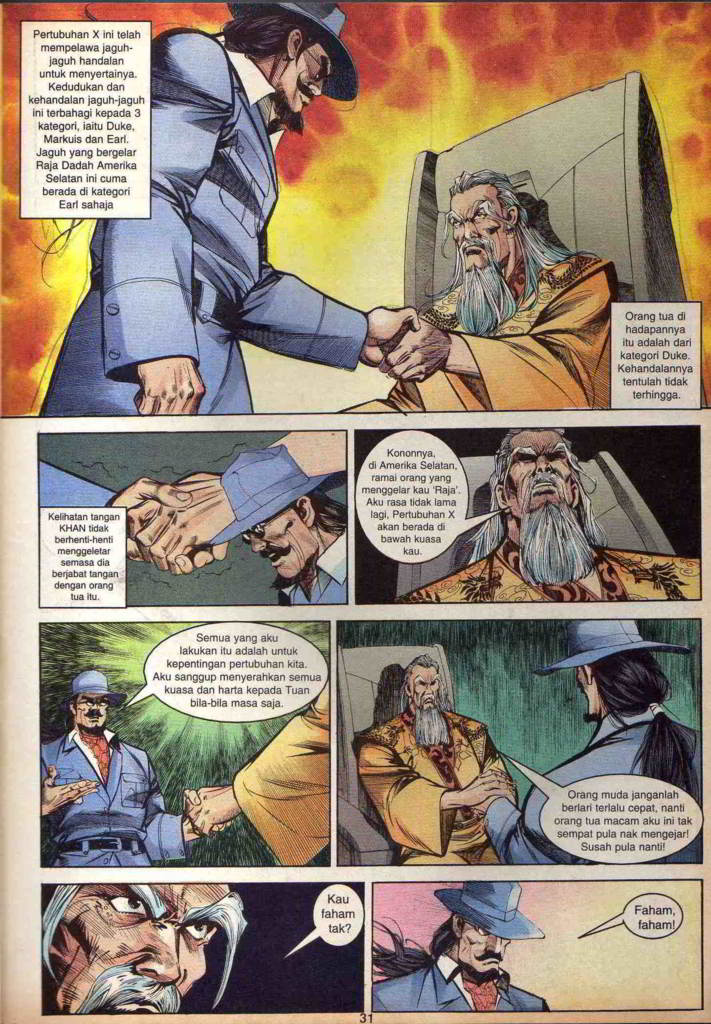 Pertubuhan X ini telah
mempelawa jaguh-
jaguh handalan
untuk menyertainya.
Kedudukan dan
kehandalan jaguh-jaguh
ini terbahagi kepada 3
kategori, iaitu Duke,
Markuis dan Earl.
Jaguh yang bergelar
Raja Dadah Amerika
Selatan ini cuma
berada di kategori
Earl sahaja
Orang tua di
hadapannya
itu adalah dari
kategori Duke.
Kehandalannya
tentulah tidak
terhingga.
Kelihatan tangan
KHAN tidak
berhenti-henti
menggeletar
semasa dia
berjabat tangan
dengan orang
tua itu.
Kononnya,
di Amerika Selatan,
ramai orang yang
menggelar kau 'Raja'.
Aku rasa tidak lama
lagi, Pertubuhan X
akan berada di
bawah kuasa
kau.
Semua yang aku
lakukan itu adalah untuk
kepentingan pertubuhan kita.
Aku sanggup menyerahkan semua
kuasa dan harta kepada Tuan
bila-bila masa saja.
Orang muda janganlah
berlari terlalu cepat, nanti
orang tua macam aku ini tak
sempat pula nak mengejar!
Susah pula nanti!
Kau
faham
tak?
Faham,
faham!
31